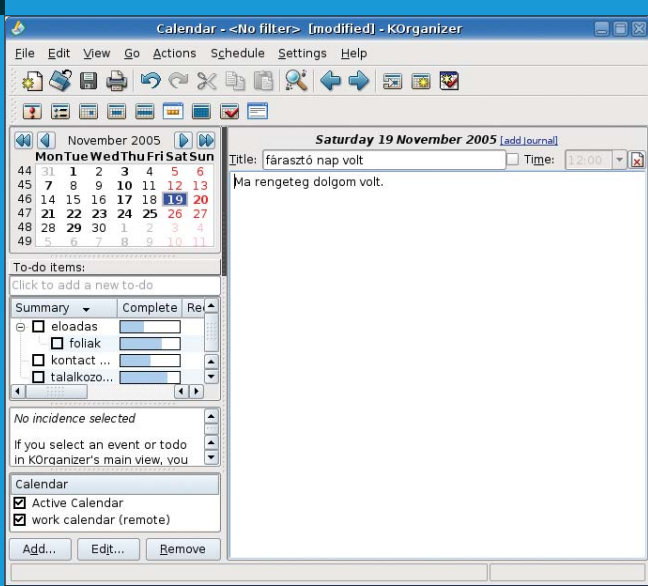 Calendar - <No filter> [modified] - KOrganizer
File Edit View Go Actions Schedule Settings Help
November 2005
Mon Tue Wed Thu Fri Sat Sun
44 31 1 2 3 4 5 6
45 7 8 9 10 11 12 13
46 14 15 16 17 18 19 20
47 21 22 23 24 25 26 27
48 28 29 30 1 2 3 4
49 5 6 7 8 9 10 11
Saturday 19 November 2005 [add Journal]
Title: fárasztó nap volt Time: 12:00
Ma rengeteg dolgom volt.
To-do items:
Click to add a new to-do
Summary Complete Re
eloadas
foliak
kontact ...
talalkozo...
No incidence selected
If you select an event or todo
in KOrganizer's main view, you
Calendar
Active Calendar
work calendar (remote)
Add... Edit... Remove